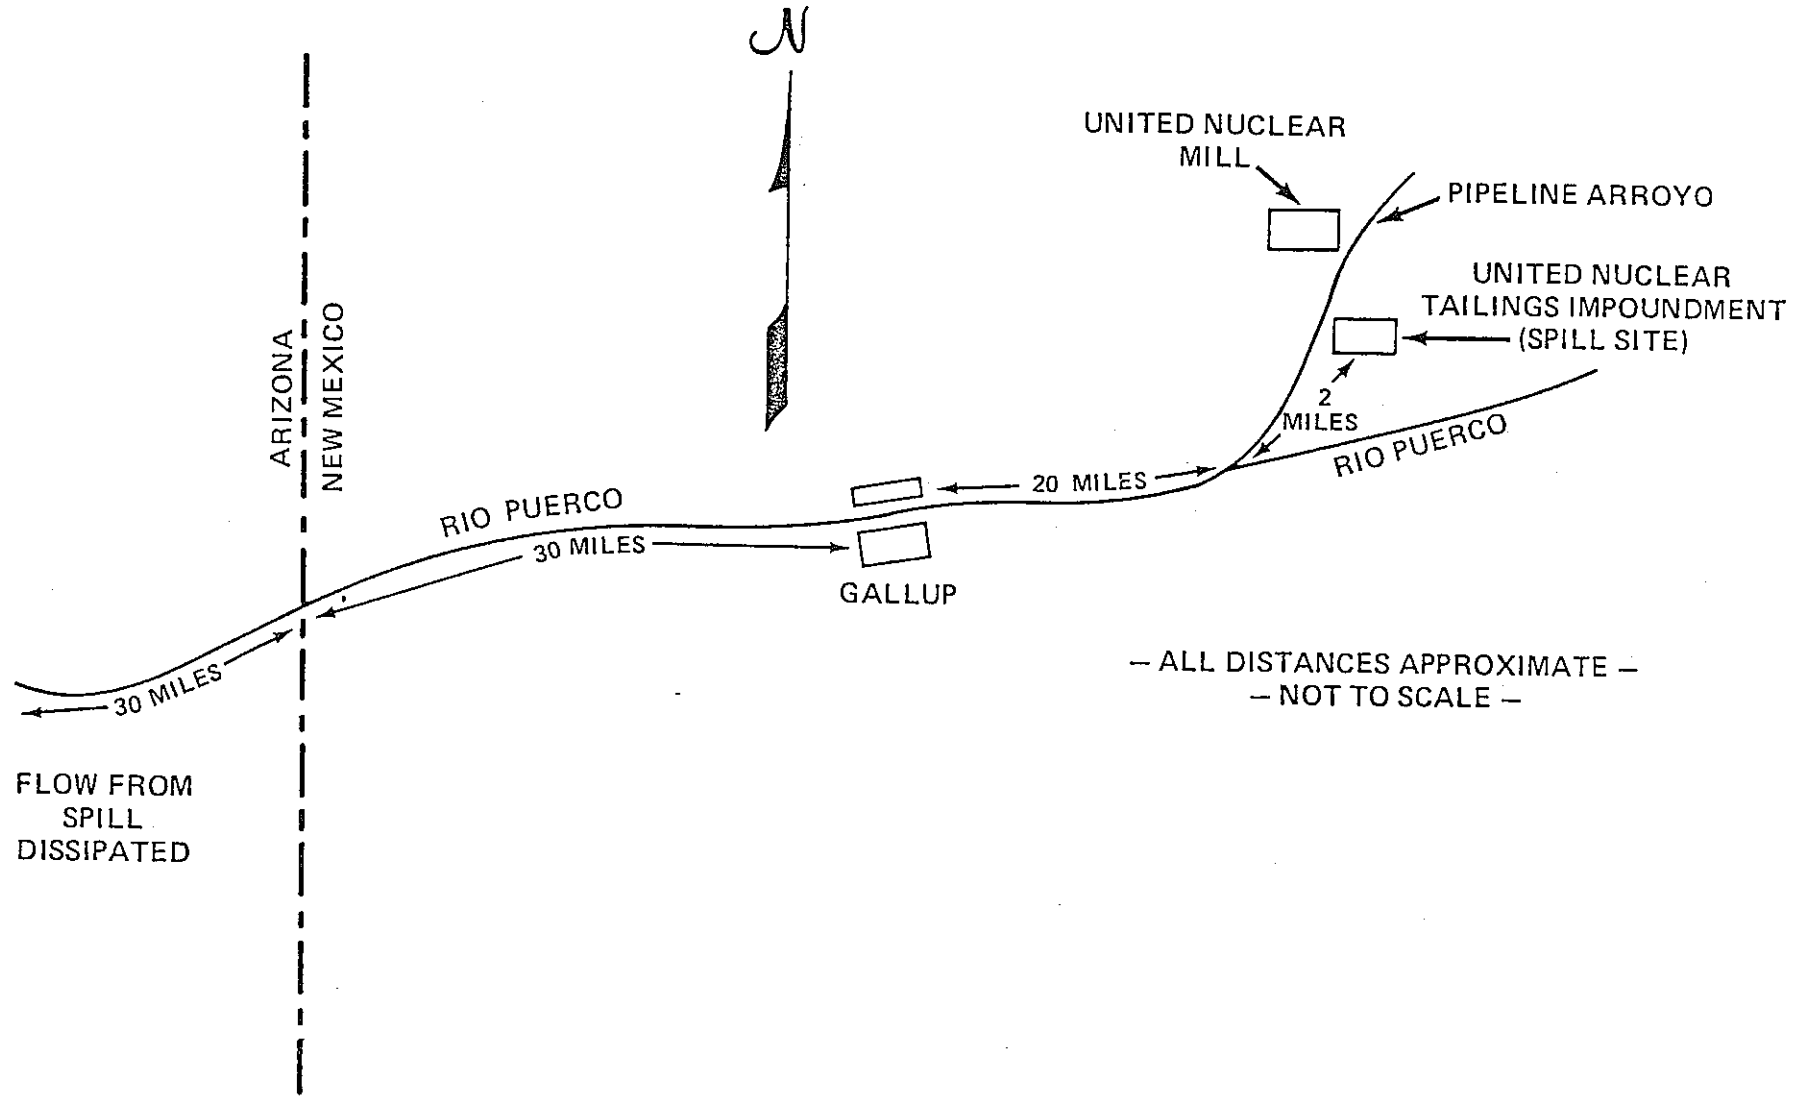 N
UNITED NUCLEAR
MILL
PIPELINE ARROYO
UNITED NUCLEAR
TAILINGS IMPOUNDMENT
(SPILL SITE)
2
MILES
RIO PUERCO
20 MILES
ARIZONA
NEW MEXICO
RIO PUERCO
30 MILES
GALLUP
30 MILES
– ALL DISTANCES APPROXIMATE –
– NOT TO SCALE –
FLOW FROM
SPILL
DISSIPATED